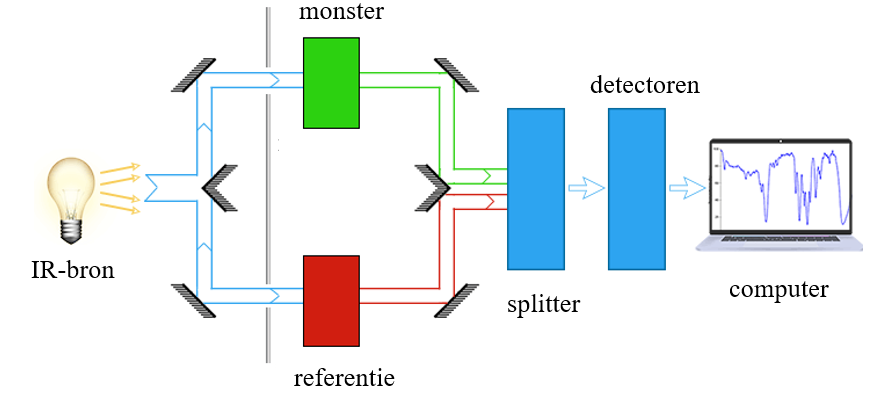 monster
detectoren
IR-bron
splitter
computer
referentie